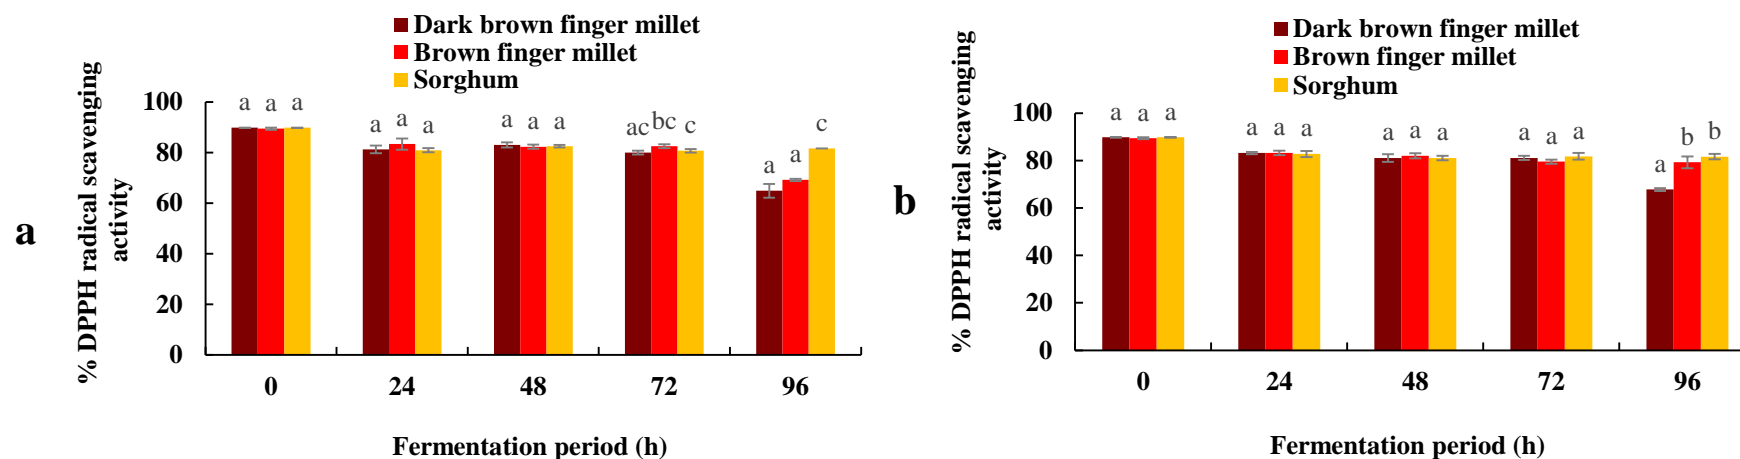 Dark brown finger millet
Brown finger millet
Sorghum
a
% DPPH radical scavenging
activity
100
80
60
40
20
0
a a a
a a a
a a a
ac bc c
a a c
0 24 48 72 96
Fermentation period (h)
Dark brown finger millet
Brown finger millet
Sorghum
b
% DPPH radical scavenging
activity
100
80
60
40
20
0
a a a
a a a
a a a
a a a
a b b
0 24 48 72 96
Fermentation period (h)